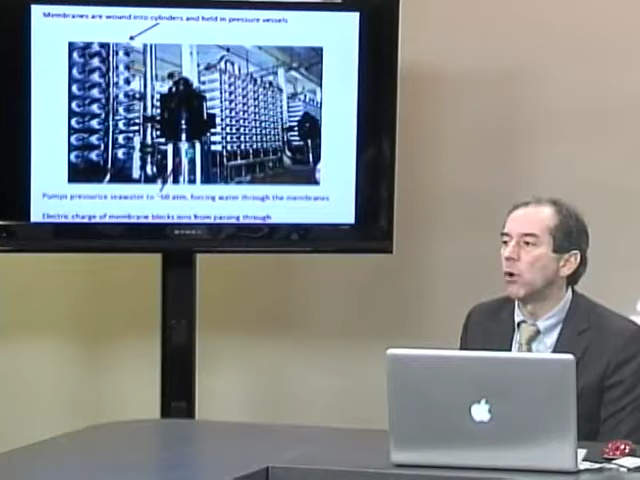 Membranes are wound into cylinders and held in pressure vessels
Pumps pressurize seawater to ~60 atm, forcing water through the membranes
Electric charge of membrane blocks ions from passing through